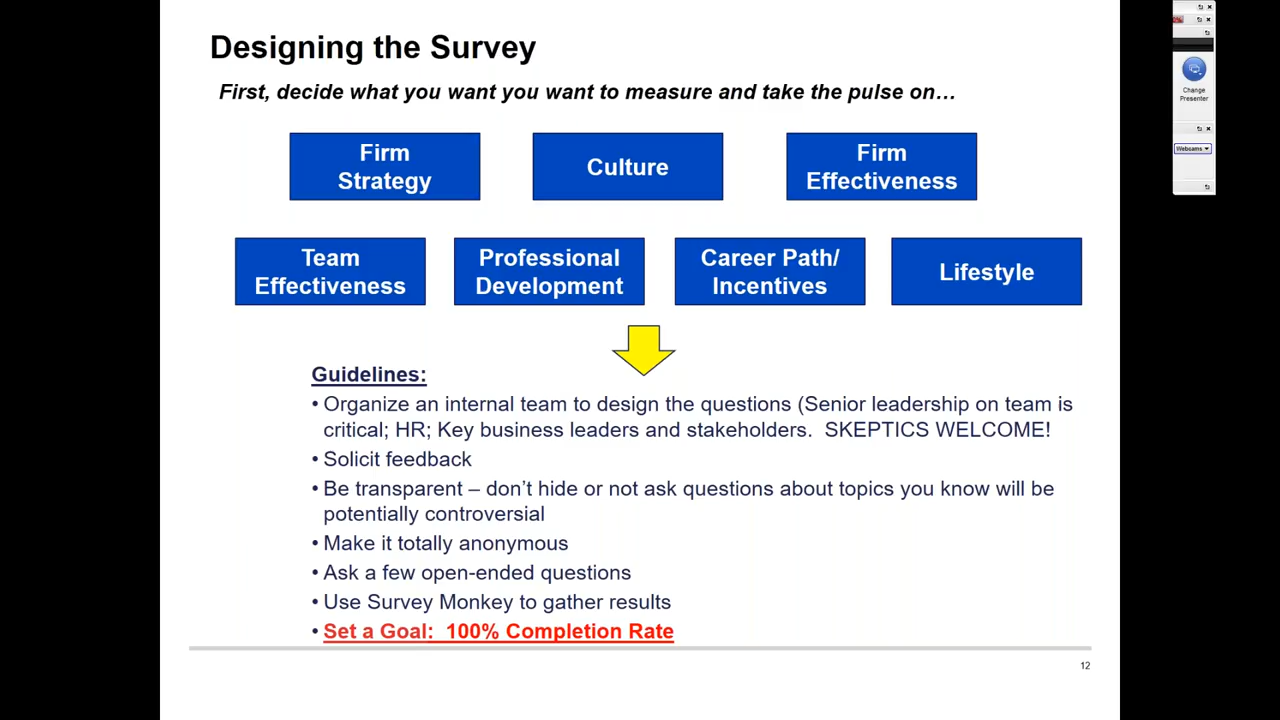 Designing the Survey
First, decide what you want you want to measure and take the pulse on…
Firm
Strategy
Culture
Firm
Effectiveness
Team
Effectiveness
Professional
Development
Career Path/
Incentives
Lifestyle
Guidelines:
• Organize an internal team to design the questions (Senior leadership on team is
critical; HR; Key business leaders and stakeholders.  SKEPTICS WELCOME!
• Solicit feedback
• Be transparent – don’t hide or not ask questions about topics you know will be
potentially controversial
• Make it totally anonymous
• Ask a few open-ended questions
• Use Survey Monkey to gather results
• Set a Goal:  100% Completion Rate
12
Change
Presenter
Webcams